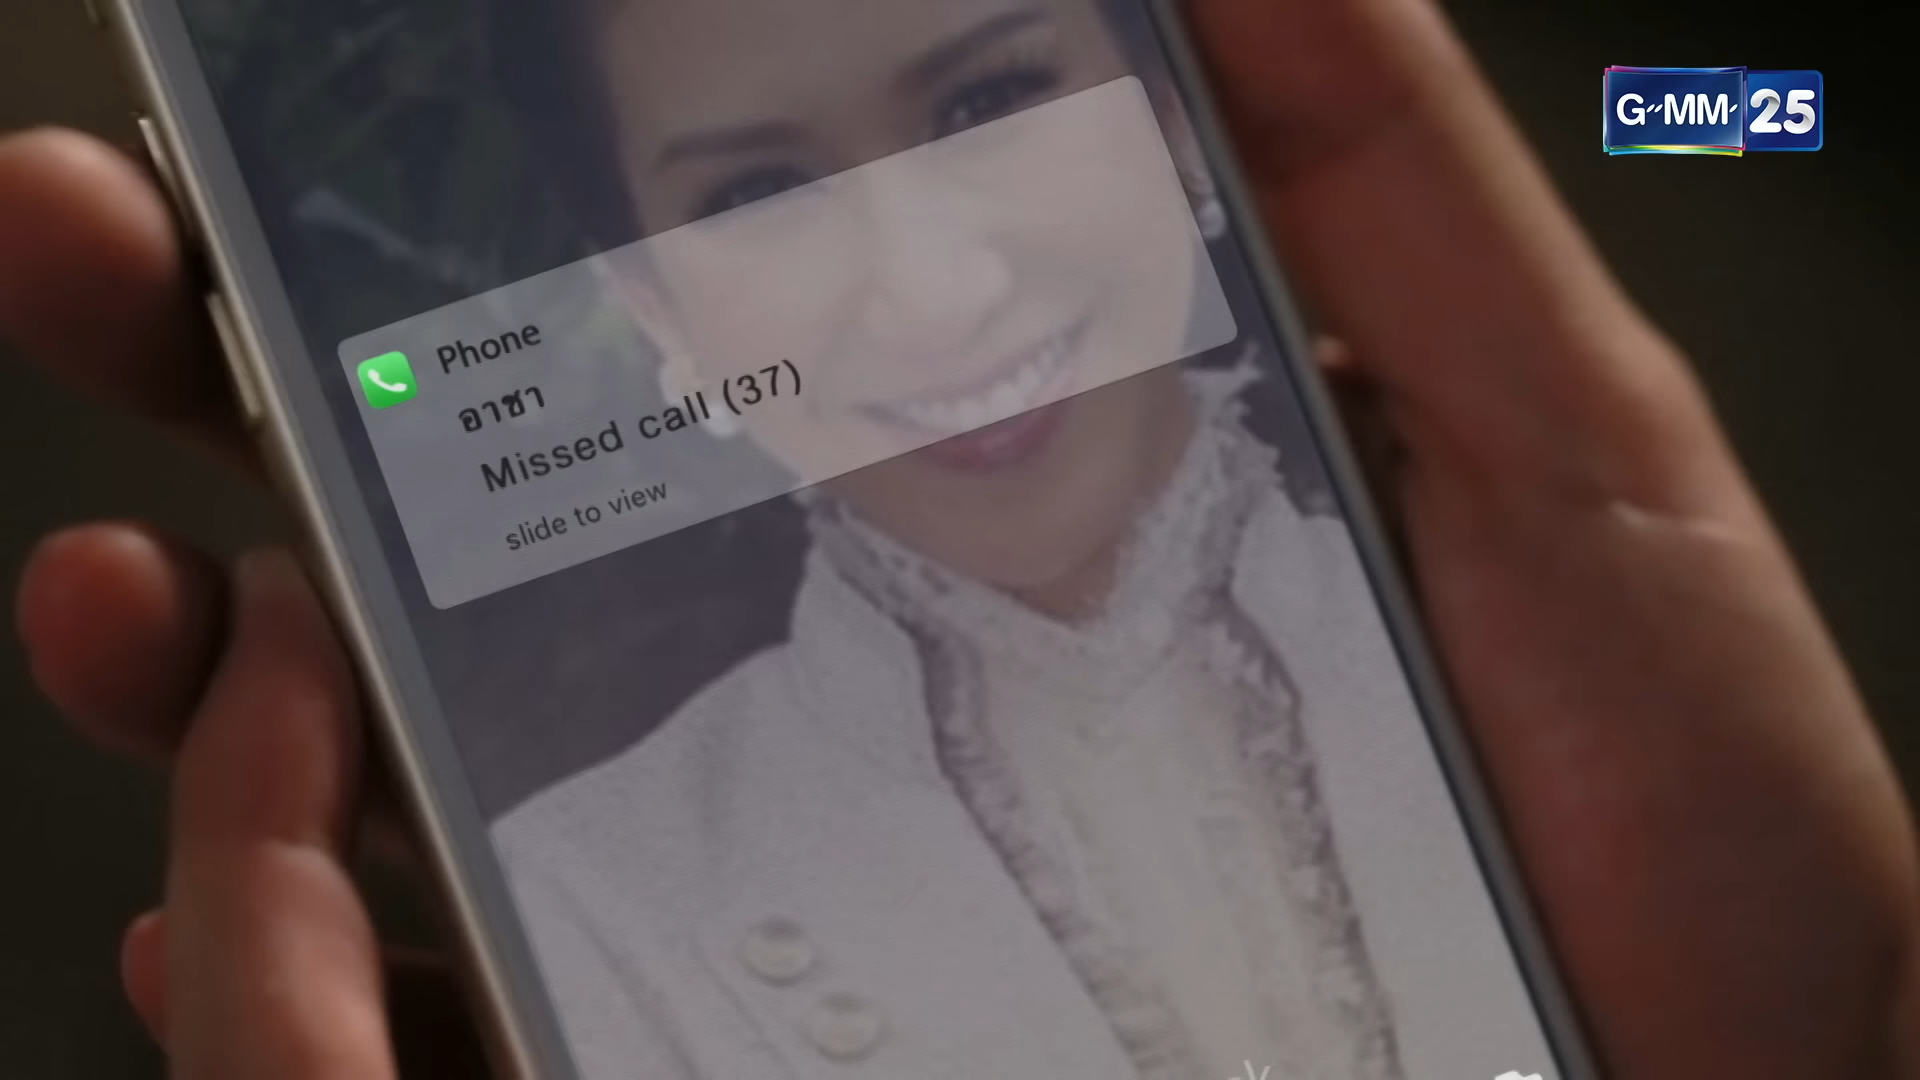 GMM 25
Phone
อาชา
Missed call (37)
slide to view